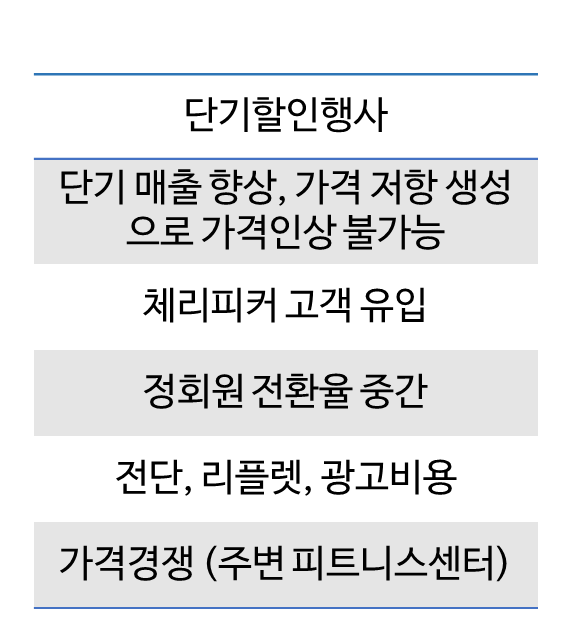 단기할인행사
단기 매출 향상, 가격 저항 생성
으로 가격인상 불가능
체리피커 고객 유입
정회원 전환율 중간
전단, 리플렛, 광고비용
가격경쟁 (주변 피트니스센터)